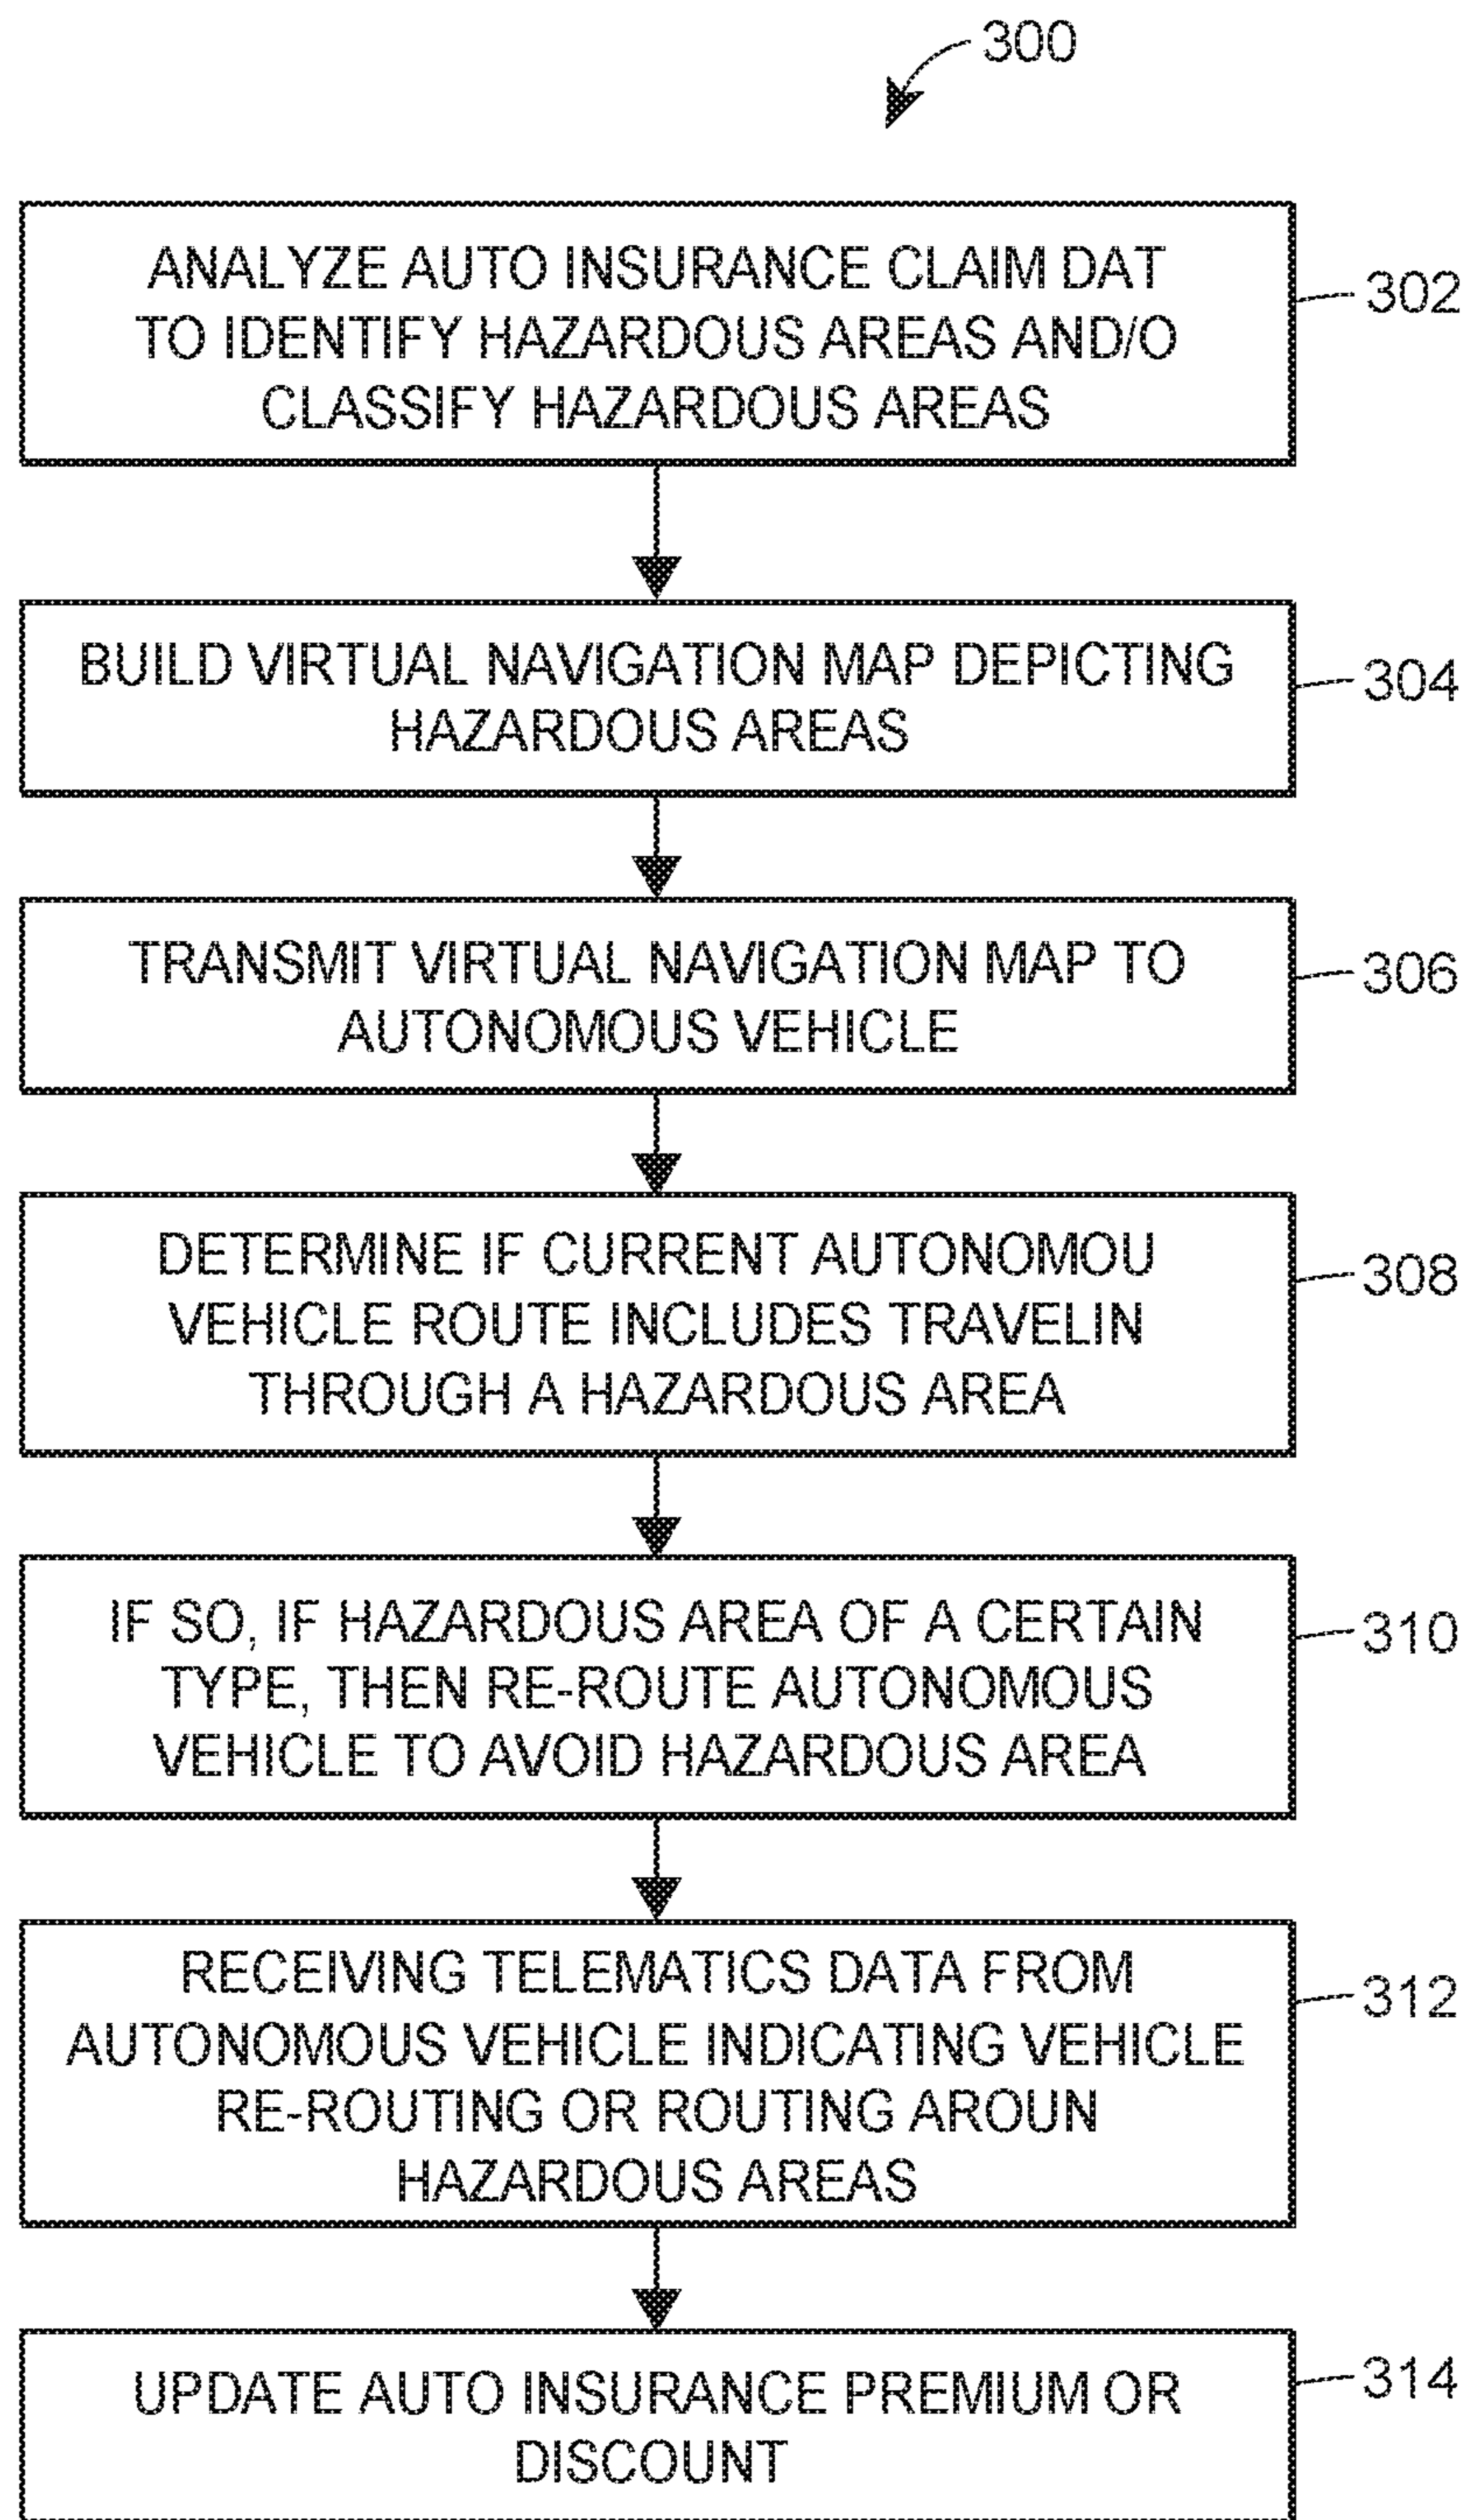 300
ANALYZE AUTO INSURANCE CLAIM DAT
TO IDENTIFY HAZARDOUS AREAS AND/O
CLASSIFY HAZARDOUS AREAS
302
BUILD VIRTUAL NAVIGATION MAP DEPICTING
HAZARDOUS AREAS
304
TRANSMIT VIRTUAL NAVIGATION MAP TO
AUTONOMOUS VEHICLE
306
DETERMINE IF CURRENT AUTONOMOU
VEHICLE ROUTE INCLUDES TRAVELIN
THROUGH A HAZARDOUS AREA
308
IF SO, IF HAZARDOUS AREA OF A CERTAIN
TYPE, THEN RE-ROUTE AUTONOMOUS
VEHICLE TO AVOID HAZARDOUS AREA
310
RECEIVING TELEMATICS DATA FROM
AUTONOMOUS VEHICLE INDICATING VEHICLE
RE-ROUTING OR ROUTING AROUN
HAZARDOUS AREAS
312
UPDATE AUTO INSURANCE PREMIUM OR
DISCOUNT
314